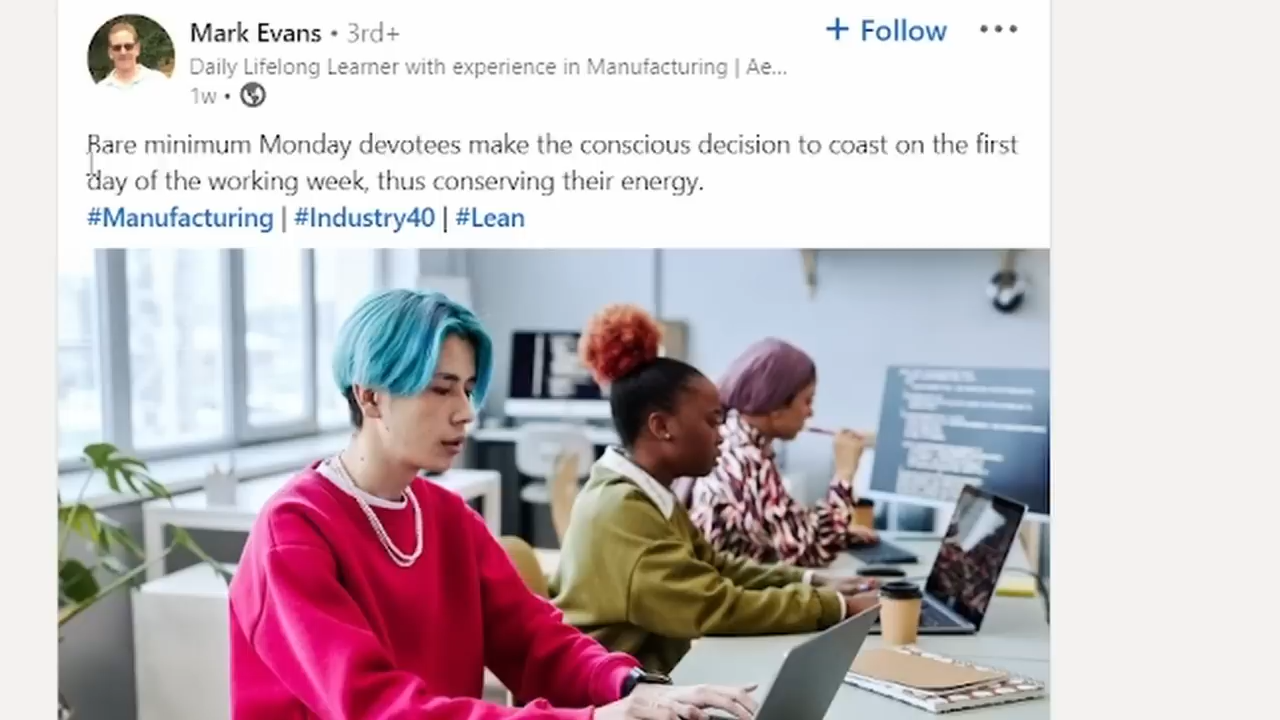 Mark Evans • 3rd+
+ Follow
Daily Lifelong Learner with experience in Manufacturing | Ae...
1w •
Bare minimum Monday devotees make the conscious decision to coast on the first
day of the working week, thus conserving their energy.
#Manufacturing | #Industry40 | #Lean